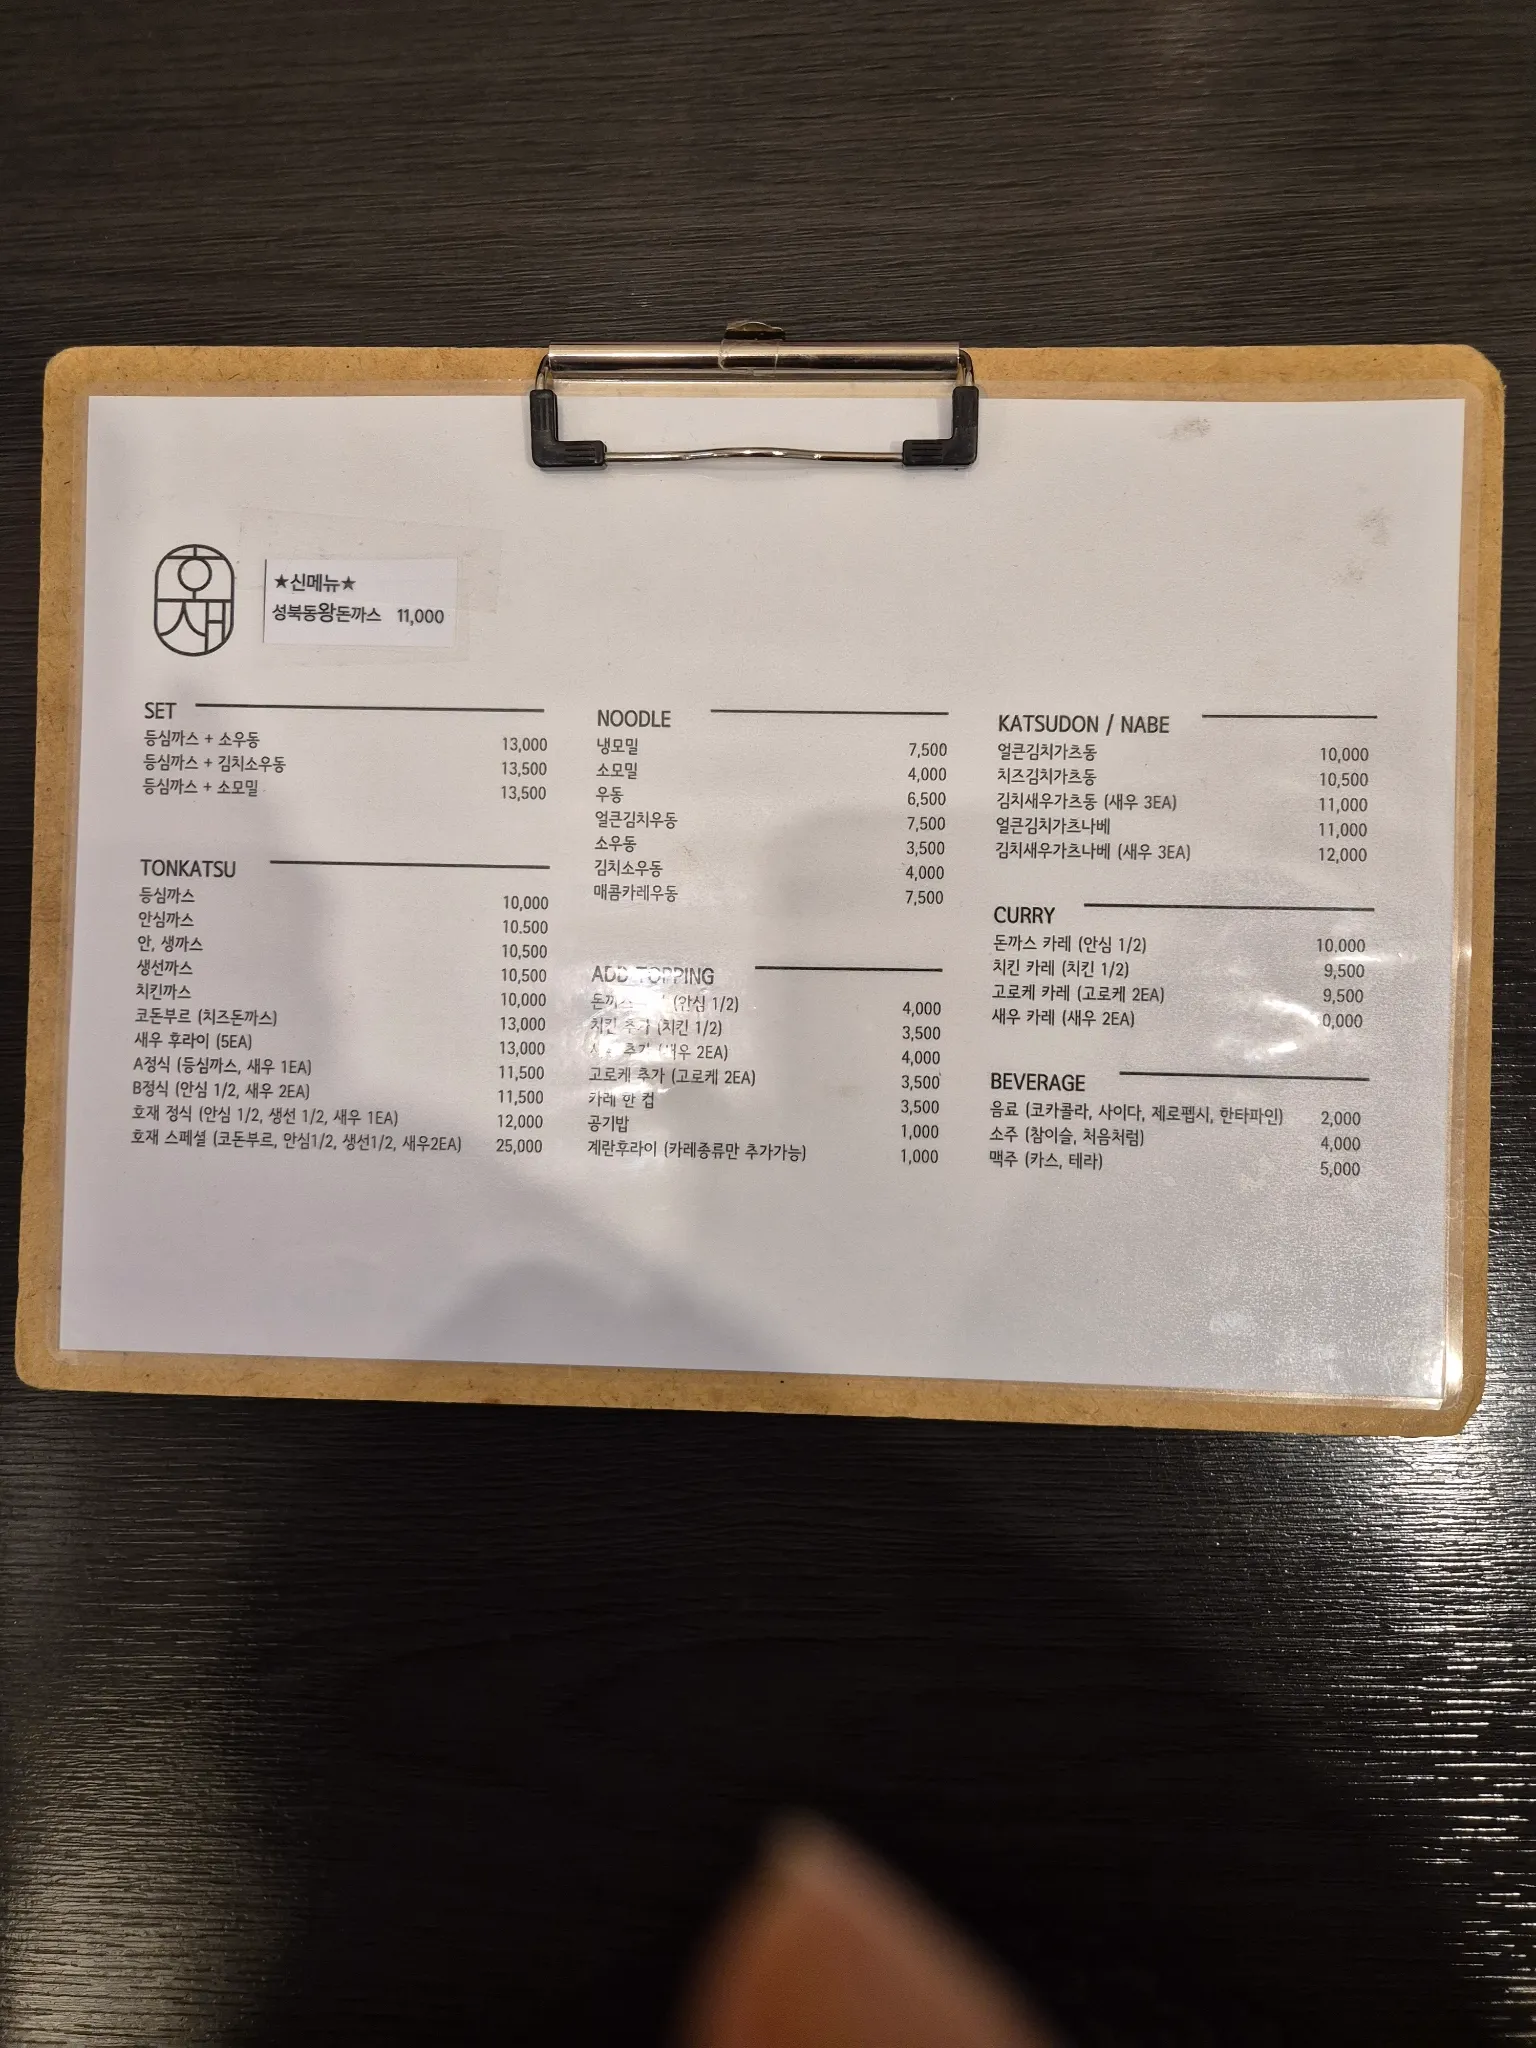 호재
★신메뉴★
성북동왕돈까스 11,000
SET
등심까스 + 소우동 13,000
등심까스 + 김치소우동 13,500
등심까스 + 소모밀 13,500
TONKATSU
등심까스 10,000
안심까스 10.500
안, 생까스 10,500
생선까스 10,500
치킨까스 10,000
코돈부르 (치즈돈까스) 13,000
새우 후라이 (5EA) 13,000
A정식 (등심까스, 새우 1EA) 11,500
B정식 (안심 1/2, 새우 2EA) 11,500
호재 정식 (안심 1/2, 생선 1/2, 새우 1EA) 12,000
호재 스페셜 (코돈부르, 안심1/2, 생선1/2, 새우2EA) 25,000
NOODLE
냉모밀 7,500
소모밀 4,000
우동 6,500
얼큰김치우동 7,500
소우동 3,500
김치소우동 4,000
매콤카레우동 7,500
ADD TOPPING
(안심 1/2) 4,000
치킨 추가 (치킨 1/2) 3,500
추가 (새우 2EA) 4,000
고로케 추가 (고로케 2EA) 3,500
카레 한 컵 3,500
공기밥 1,000
계란후라이 (카레종류만 추가가능) 1,000
KATSUDON / NABE
얼큰김치가츠동 10,000
치즈김치가츠동 10,500
김치새우가츠동 (새우 3EA) 11,000
얼큰김치가츠나베 11,000
김치새우가츠나베 (새우 3EA) 12,000
CURRY
돈까스 카레 (안심 1/2) 10,000
치킨 카레 (치킨 1/2) 9,500
고로케 카레 (고로케 2EA) 9,500
새우 카레 (새우 2EA)
BEVERAGE
음료 (코카콜라, 사이다, 제로펩시, 환타파인) 2,000
소주 (참이슬, 처음처럼) 4,000
맥주 (카스, 테라) 5,000